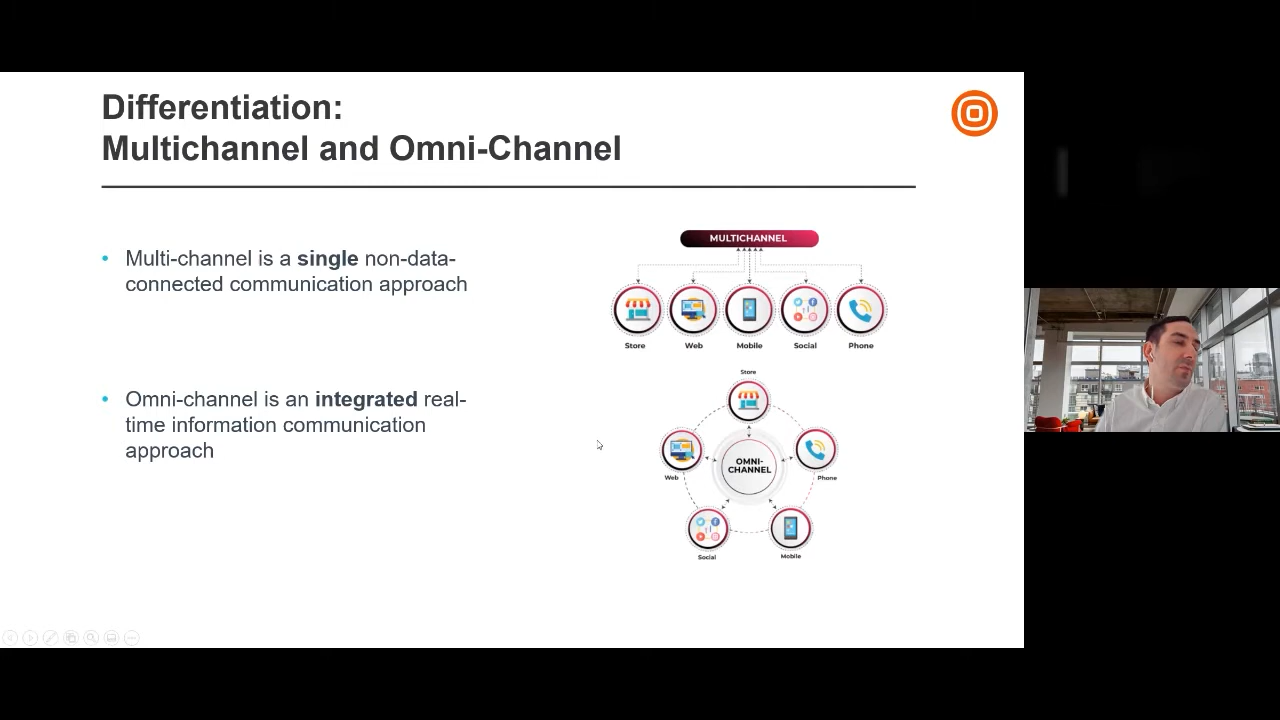 Differentiation:
Multichannel and Omni-Channel
Multi-channel is a single non-data-
connected communication approach
Omni-channel is an integrated real-
time information communication
approach
MULTICHANNEL
Store
Web
Mobile
Social
Phone
Store
Web
OMNI-
CHANNEL
Phone
Social
Mobile